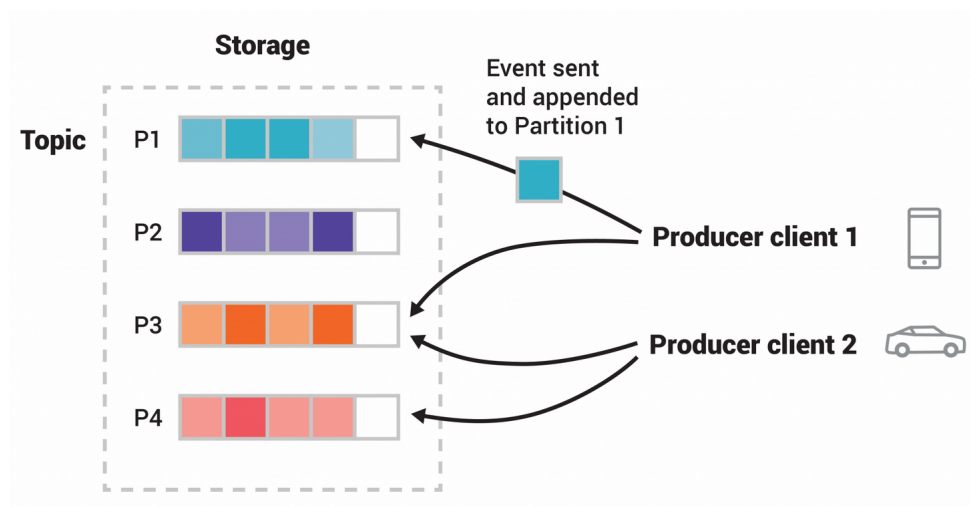 Storage
Event sent
and appended
to Partition 1
Topic
P1
P2
Producer client 1
P3
Producer client 2
P4